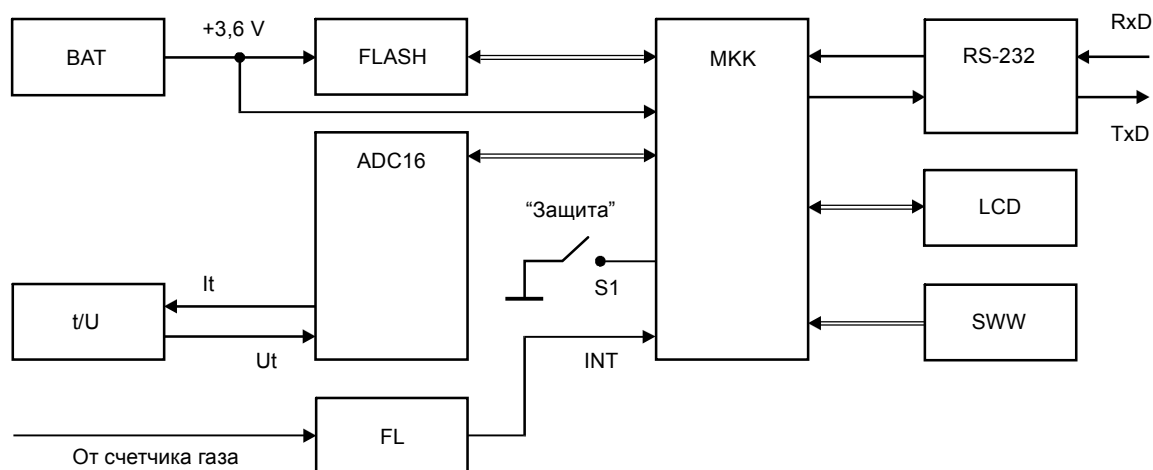 +3,6 V
RxD
BAT
FLASH
MKK
RS-232
TxD
ADC16
“Защита”
LCD
It
S1
t/U
SWW
Ut
INT
FL
От счетчика газа